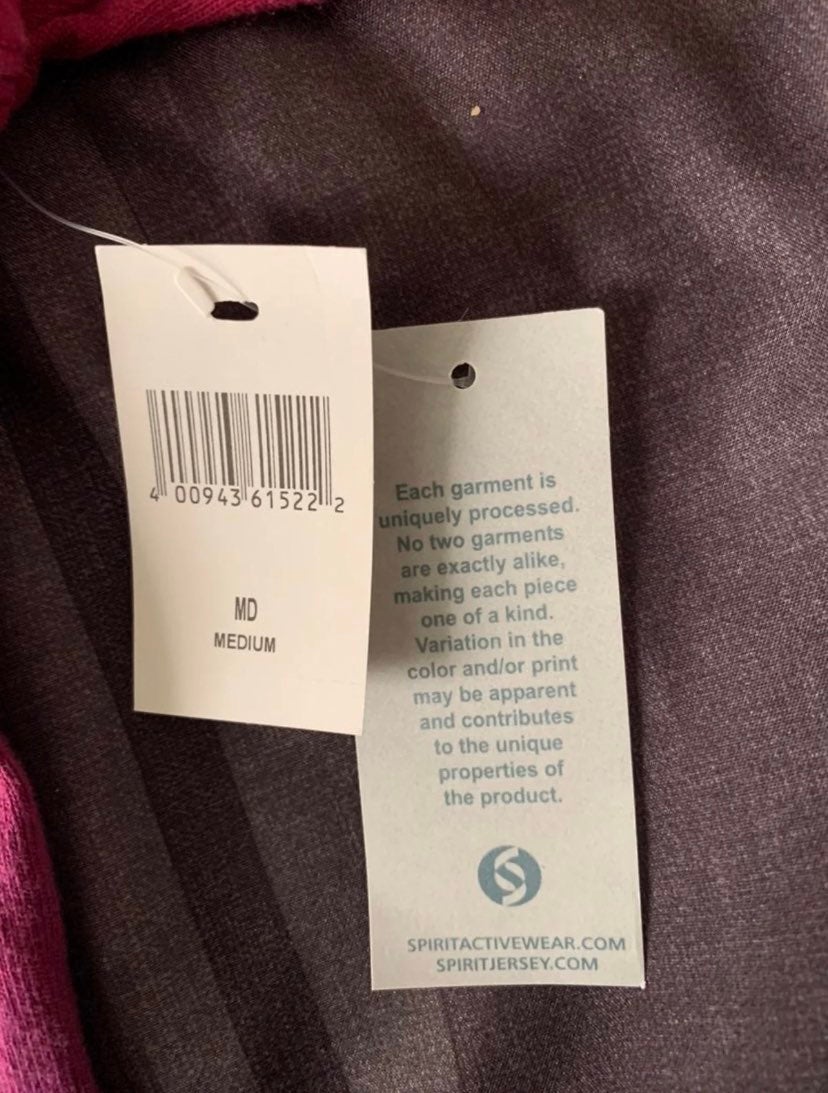 4 00943 61522 2
MD
MEDIUM
Each garment is
uniquely processed.
No two garments
are exactly alike,
making each piece
one of a kind.
Variation in the
color and/or print
may be apparent
and contributes
to the unique
properties of
the product.
SPIRITACTIVEWEAR.COM
SPIRITJERSEY.COM